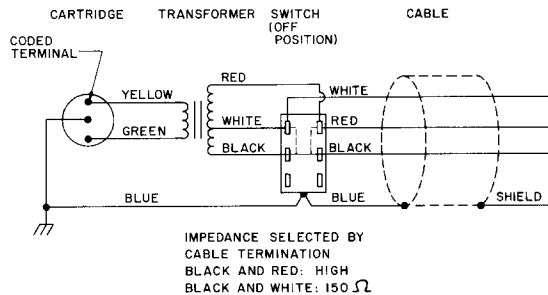 CARTRIDGE TRANSFORMER SWITCH CABLE
(OFF
POSITION)
CODED
TERMINAL
RED
YELLOW
WHITE
GREEN
WHITE
RED
BLACK
BLACK
BLUE
BLUE
SHIELD
IMPEDANCE SELECTED BY
CABLE TERMINATION
BLACK AND RED: HIGH
BLACK AND WHITE: 150 Ω